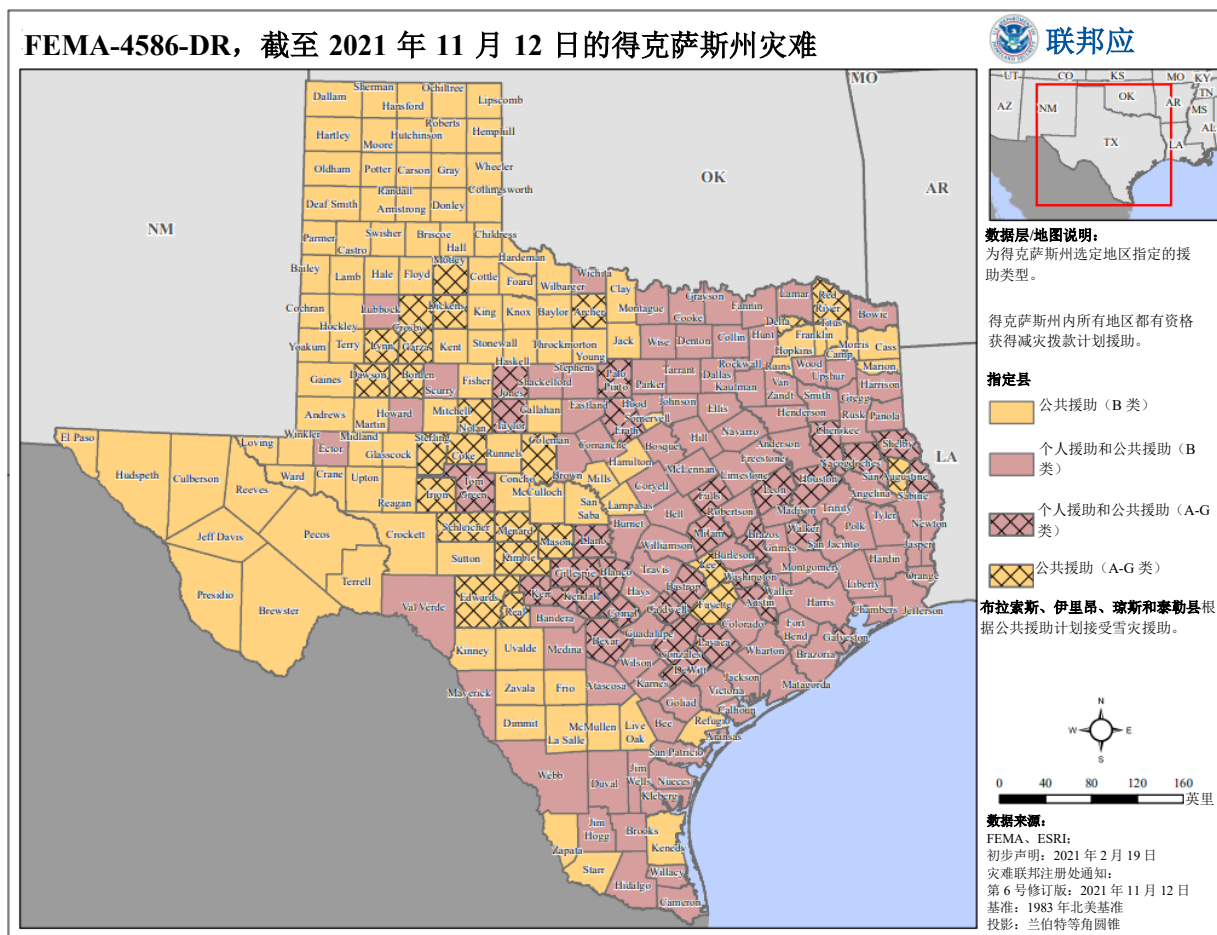 FEMA-4586-DR，截至 2021 年 11 月 12 日的得克萨斯州灾难
联邦应
MO
OK
AR
NM
LA
UT
CO
KS
MO
KY
AZ
NM
OK
AR
TN
MS
TX
LA
AL
Dallam
Sherman
Hansford
Ochiltree
Lipscomb
Hartley
Moore
Hutchinson
Roberts
Hemphill
Oldham
Potter
Carson
Gray
Wheeler
Deaf Smith
Randall
Armstrong
Donley
Collingsworth
Parmer
Castro
Swisher
Briscoe
Hall
Childress
Bailey
Lamb
Hale
Floyd
Motley
Cottle
Hardeman
Foard
Wilbarger
Wichita
Clay
Cochran
Hockley
Lubbock
Crosby
Dickens
King
Knox
Baylor
Archer
Montague
Cooke
Grayson
Fannin
Lamar
Red
River
Bowie
Yoakum
Terry
Lynn
Garza
Kent
Stonewall
Haskell
Throckmorton
Young
Jack
Wise
Denton
Collin
Hunt
Delta
Hopkins
Franklin
Titus
Morris
Camp
Cass
Marion
Gaines
Dawson
Borden
Scurry
Fisher
Jones
Shackelford
Stephens
Palo
Pinto
Parker
Tarrant
Dallas
Rockwall
Kaufman
Rains
Van
Zandt
Wood
Upshur
Smith
Gregg
Harrison
Andrews
Martin
Howard
Mitchell
Nolan
Taylor
Callahan
Eastland
Erath
Hood
Somervell
Johnson
Ellis
Henderson
Rusk
Panola
El Paso
Hudspeth
Culberson
Reeves
Loving
Winkler
Ector
Midland
Glasscock
Sterling
Coke
Runnels
Coleman
Brown
Comanche
Hamilton
Bosque
Hill
Navarro
Anderson
Cherokee
Nacogdoches
Shelby
San
Augustine
Sabine
Ward
Crane
Upton
Reagan
Irion
Tom
Green
Concho
McCulloch
Mills
San
Saba
Lampasas
Coryell
McLennan
Limestone
Freestone
Leon
Houston
Angelina
Falls
Robertson
Madison
Trinity
Tyler
Newton
Jasper
Jeff Davis
Pecos
Crockett
Schleicher
Menard
Mason
Llano
Burnet
Bell
Milam
Brazos
Grimes
Walker
San Jacinto
Polk
Hardin
Orange
Presidio
Brewster
Terrell
Sutton
Kimble
Gillespie
Blanco
Williamson
Travis
Burleson
Lee
Washington
Montgomery
Liberty
Val Verde
Edwards
Real
Kerr
Kendall
Bandera
Comal
Hays
Bastrop
Caldwell
Fayette
Austin
Waller
Harris
Chambers
Jefferson
Kinney
Uvalde
Medina
Bexar
Guadalupe
Gonzales
Lavaca
Colorado
Fort
Bend
Galveston
Brazoria
Wharton
Maverick
Zavala
Frio
Atascosa
Wilson
Karnes
DeWitt
Jackson
Matagorda
Victoria
Goliad
Calhoun
Dimmit
La Salle
McMullen
Live
Oak
Bee
Refugio
Aransas
San Patricio
Webb
Duval
Jim
Wells
Nueces
Kleberg
Zapata
Jim
Hogg
Brooks
Kenedy
Starr
Hidalgo
Willacy
Cameron
数据层/地图说明：
为得克萨斯州选定地区指定的援
助类型。
得克萨斯州内所有地区都有资格
获得减灾拨款计划援助。
指定县
公共援助（B 类）
个人援助和公共援助（B
类）
个人援助和公共援助（A-G
类）
公共援助（A-G 类）
布拉索斯、伊里昂、琼斯和泰勒县根
据公共援助计划接受雪灾援助。
N
W
E
S
0 40 80 120 160
英里
数据来源：
FEMA、ESRI；
初步声明：2021 年 2 月 19 日
灾难联邦注册处通知：
第 6 号修订版：2021 年 11 月 12 日
基准：1983 年北美基准
投影：兰伯特等角圆锥